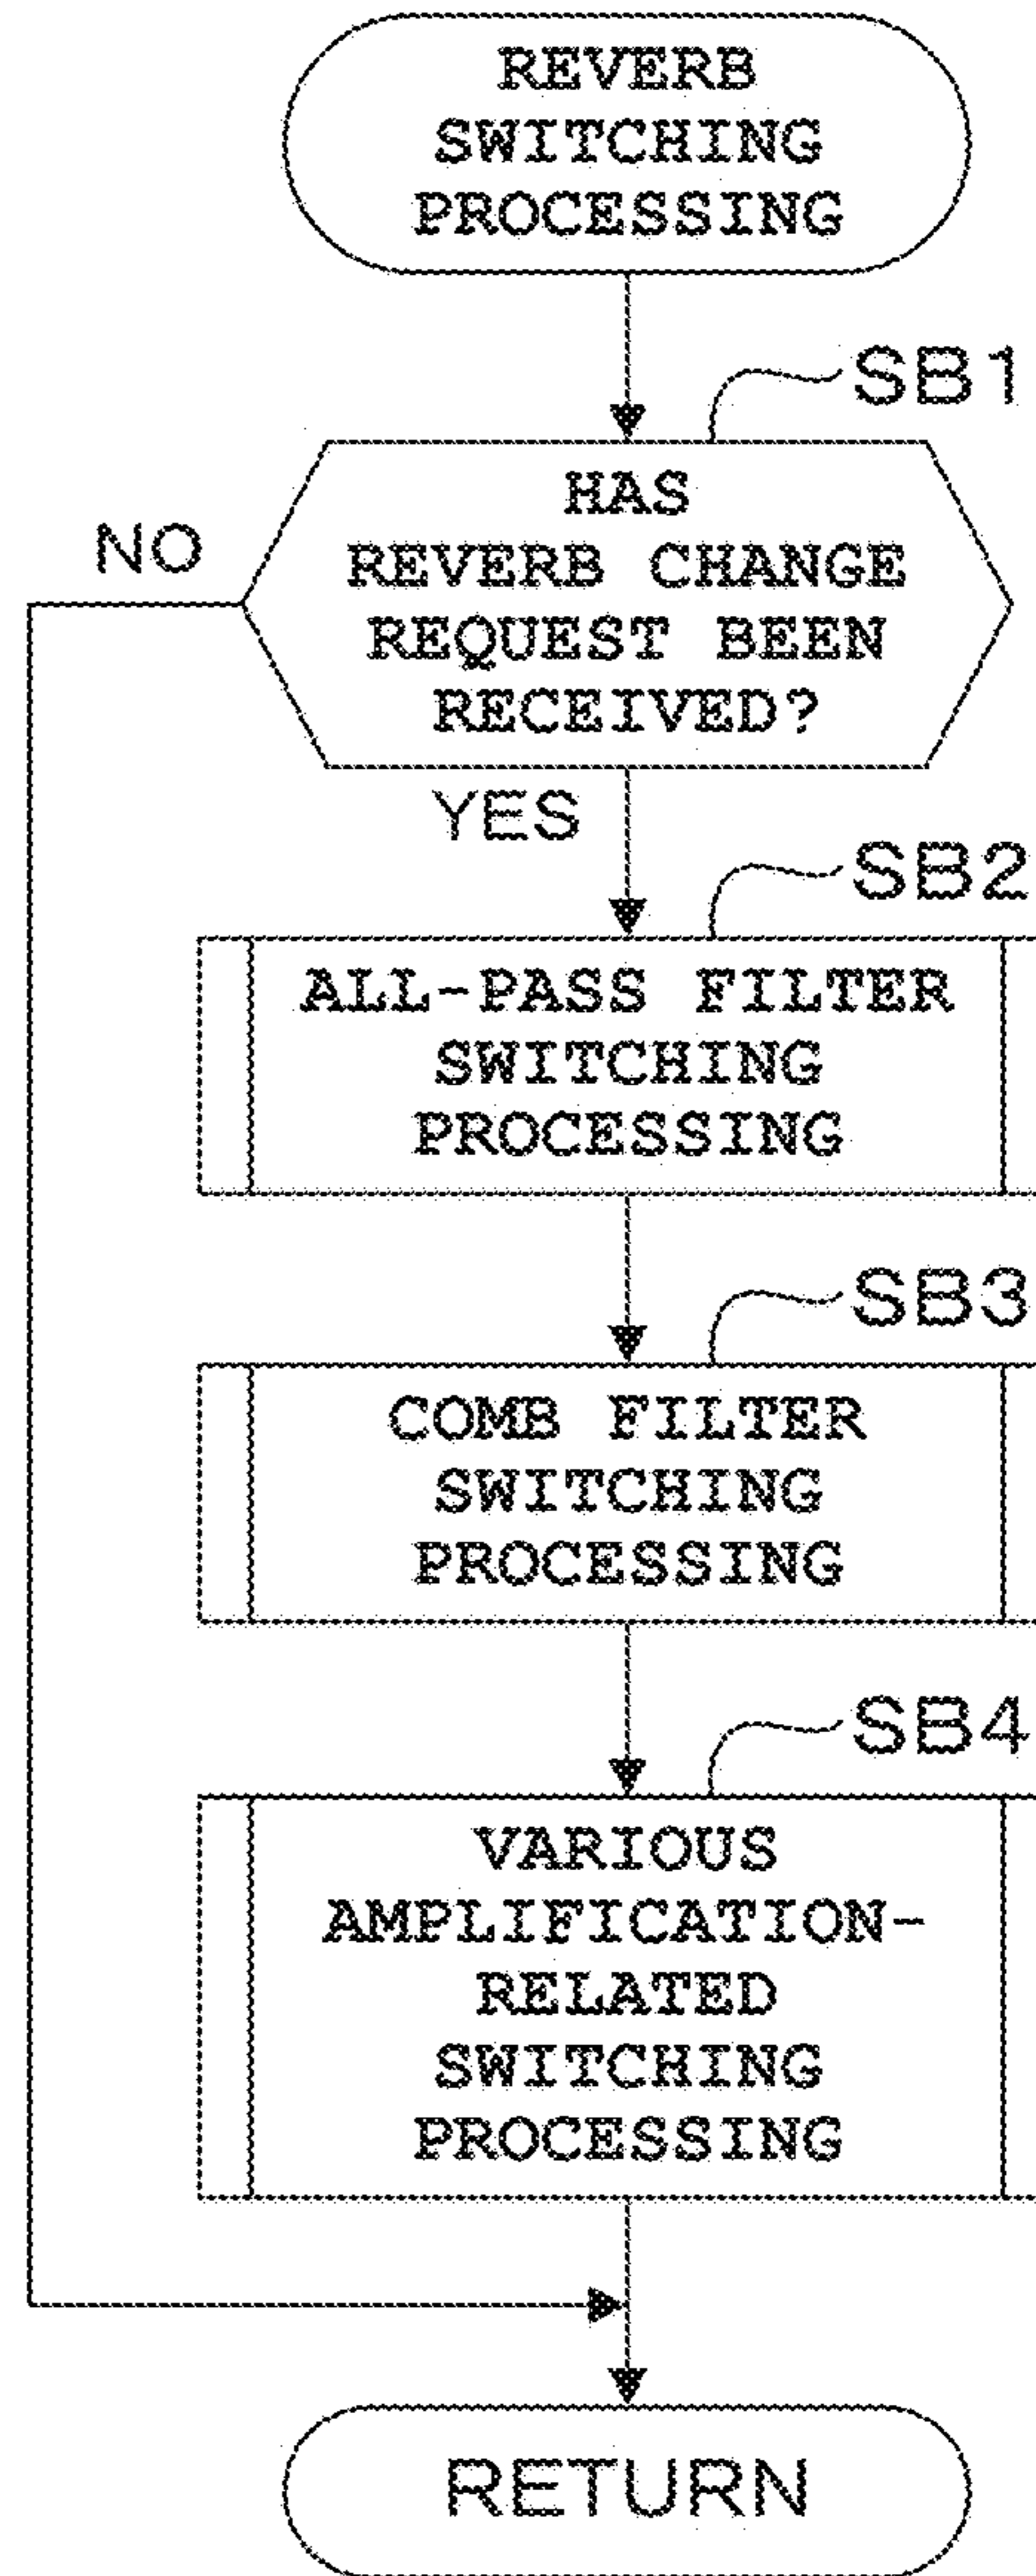 REVERB
SWITCHING
PROCESSING
SB1
HAS
REVERB CHANGE
REQUEST BEEN
RECEIVED?
NO
YES
SB2
ALL-PASS FILTER
SWITCHING
PROCESSING
SB3
COMB FILTER
SWITCHING
PROCESSING
SB4
VARIOUS
AMPLIFICATION-
RELATED
SWITCHING
PROCESSING
RETURN